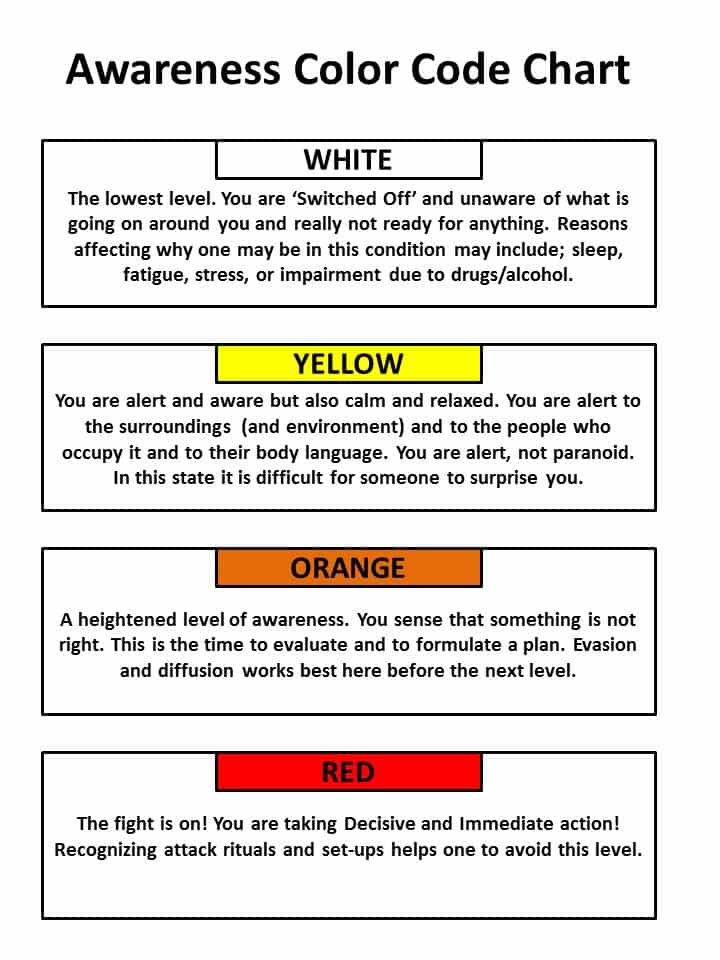 Awareness Color Code Chart
WHITE
The lowest level. You are ‘Switched Off’ and unaware of what is
going on around you and really not ready for anything. Reasons
affecting why one may be in this condition may include; sleep,
fatigue, stress, or impairment due to drugs/alcohol.
YELLOW
You are alert and aware but also calm and relaxed. You are alert to
the surroundings (and environment) and to the people who
occupy it and to their body language. You are alert, not paranoid.
In this state it is difficult for someone to surprise you.
ORANGE
A heightened level of awareness. You sense that something is not
right. This is the time to evaluate and to formulate a plan. Evasion
and diffusion works best here before the next level.
RED
The fight is on! You are taking Decisive and Immediate action!
Recognizing attack rituals and set-ups helps one to avoid this level.